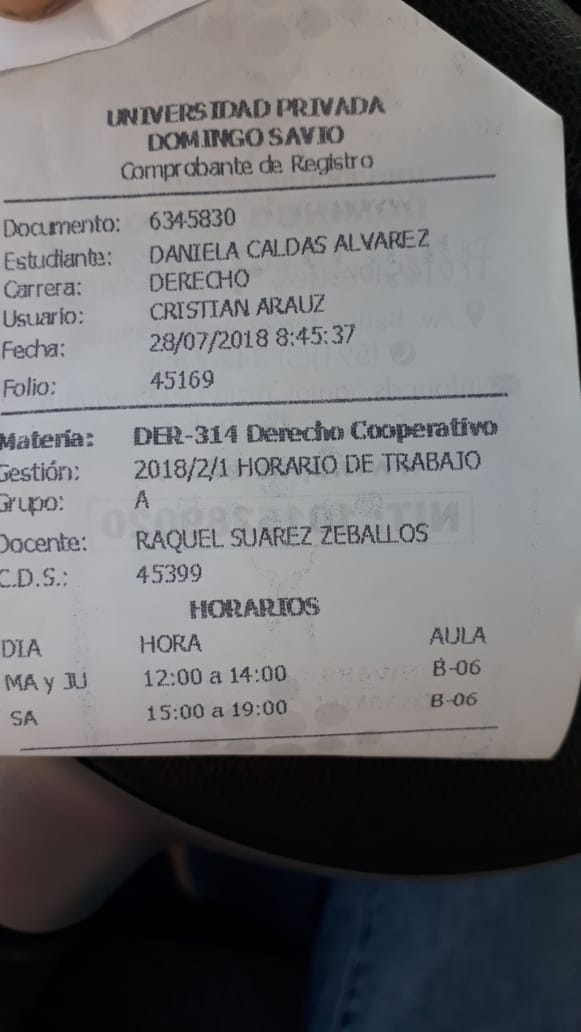 UNIVERSIDAD PRIVADA
DOMINGO SAVIO
Comprobante de Registro
Documento: 6345830
Estudiante: DANIELA CALDAS ALVAREZ
Carrera: DERECHO
Usuario: CRISTIAN ARAUZ
Fecha: 28/07/2018 8:45:37
Folio: 45169
Materia: DER-314 Derecho Cooperativo
Gestión: 2018/2/1 HORARIO DE TRABAJO
Grupo: A
Docente: RAQUEL SUAREZ ZEBALLOS
C.D.S.: 45399
HORARIOS
DIA HORA AULA
MA y JU 12:00 a 14:00 B-06
SA 15:00 a 19:00 B-06